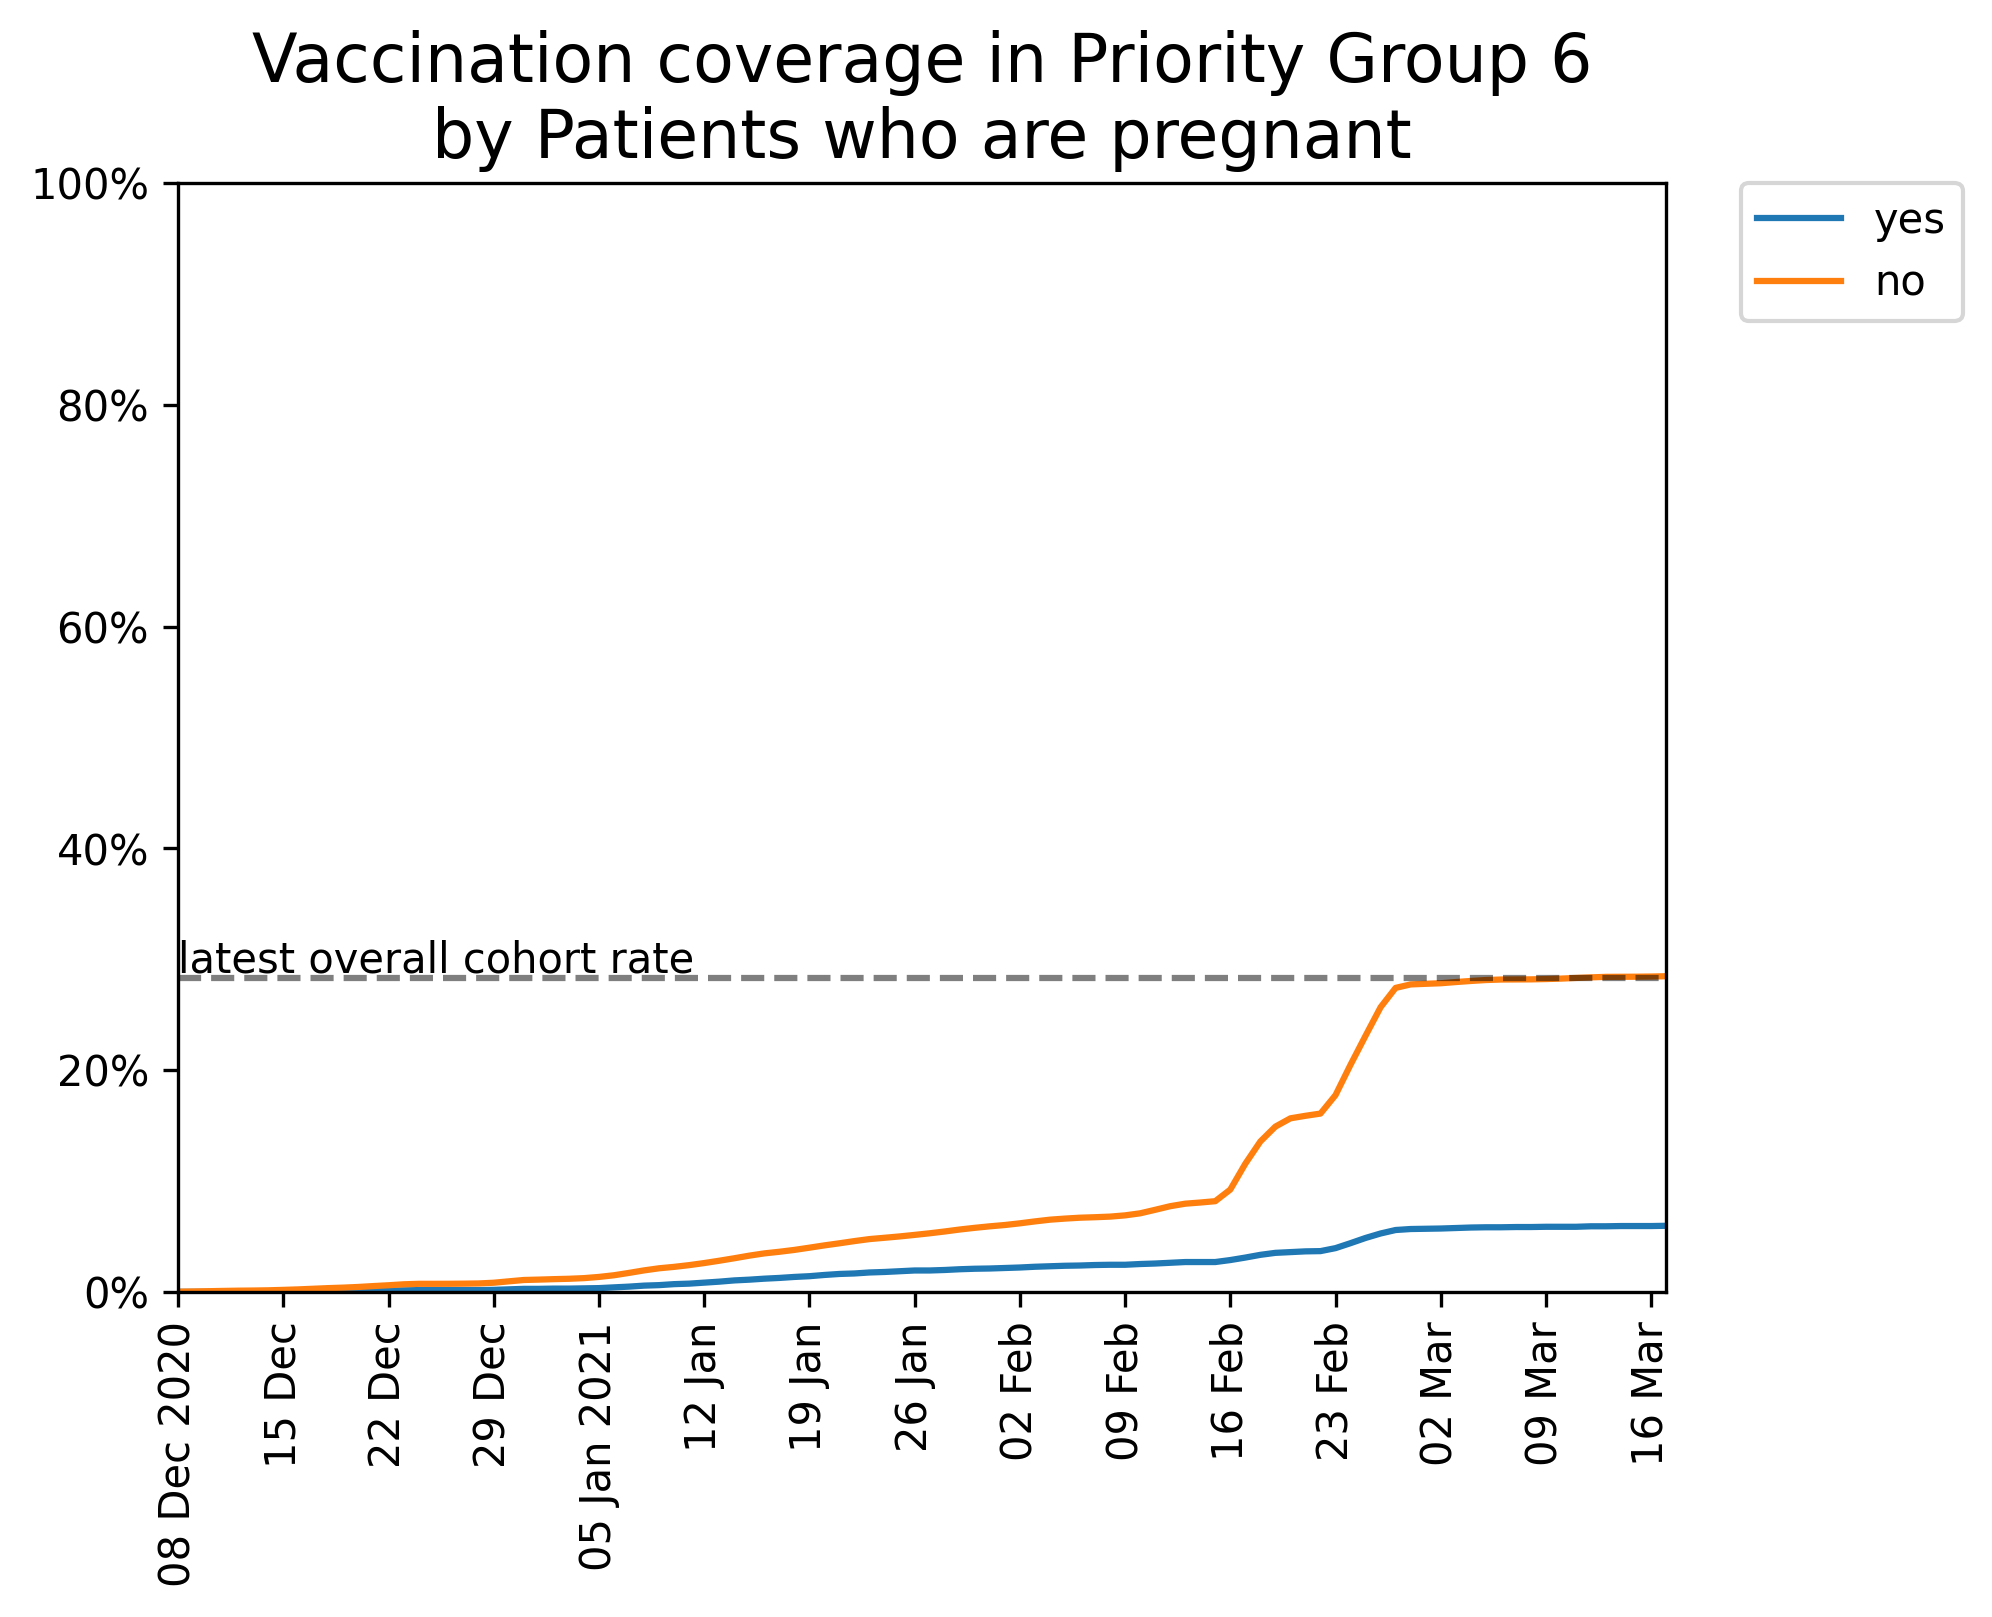 Vaccination coverage in Priority Group 6
by Patients who are pregnant
100%
80%
60%
40%
20%
0%
latest overall cohort rate
yes
no
08 Dec 2020
15 Dec
22 Dec
29 Dec
05 Jan 2021
12 Jan
19 Jan
26 Jan
02 Feb
09 Feb
16 Feb
23 Feb
02 Mar
09 Mar
16 Mar